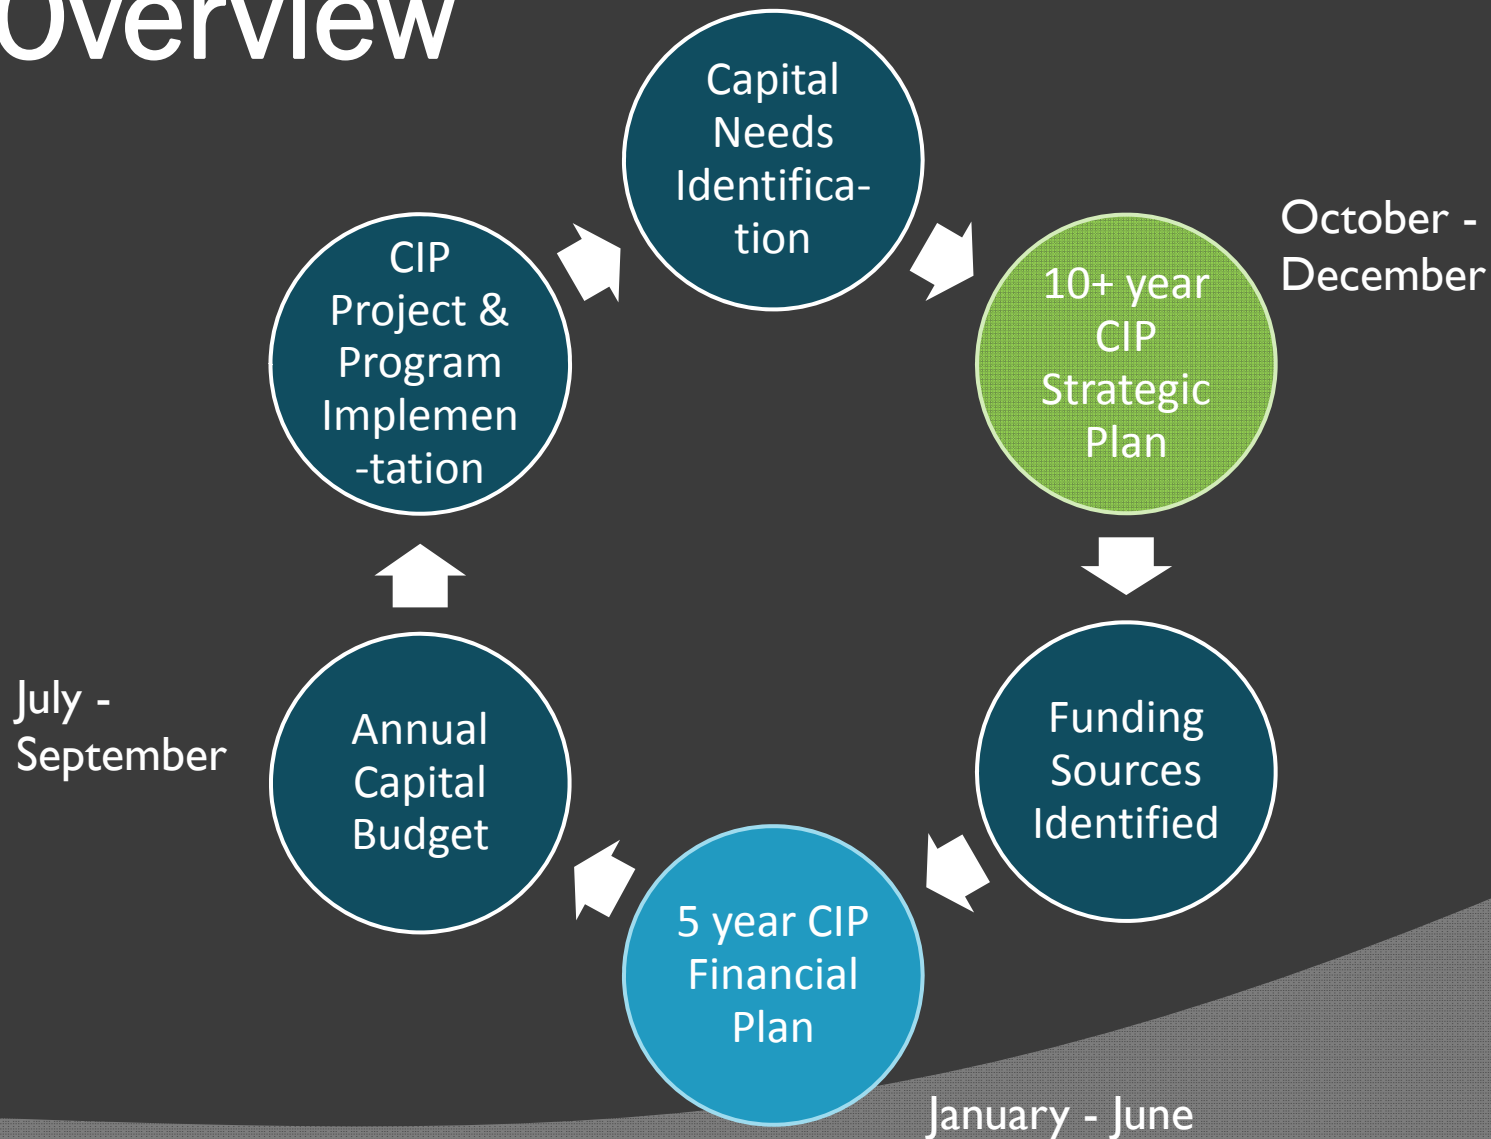 Overview
Capital
Needs
Identifica-
tion
October -
December
10+ year
CIP
Strategic
Plan
Funding
Sources
Identified
January - June
5 year CIP
Financial
Plan
July -
September
Annual
Capital
Budget
CIP
Project &
Program
Implemen
-tation